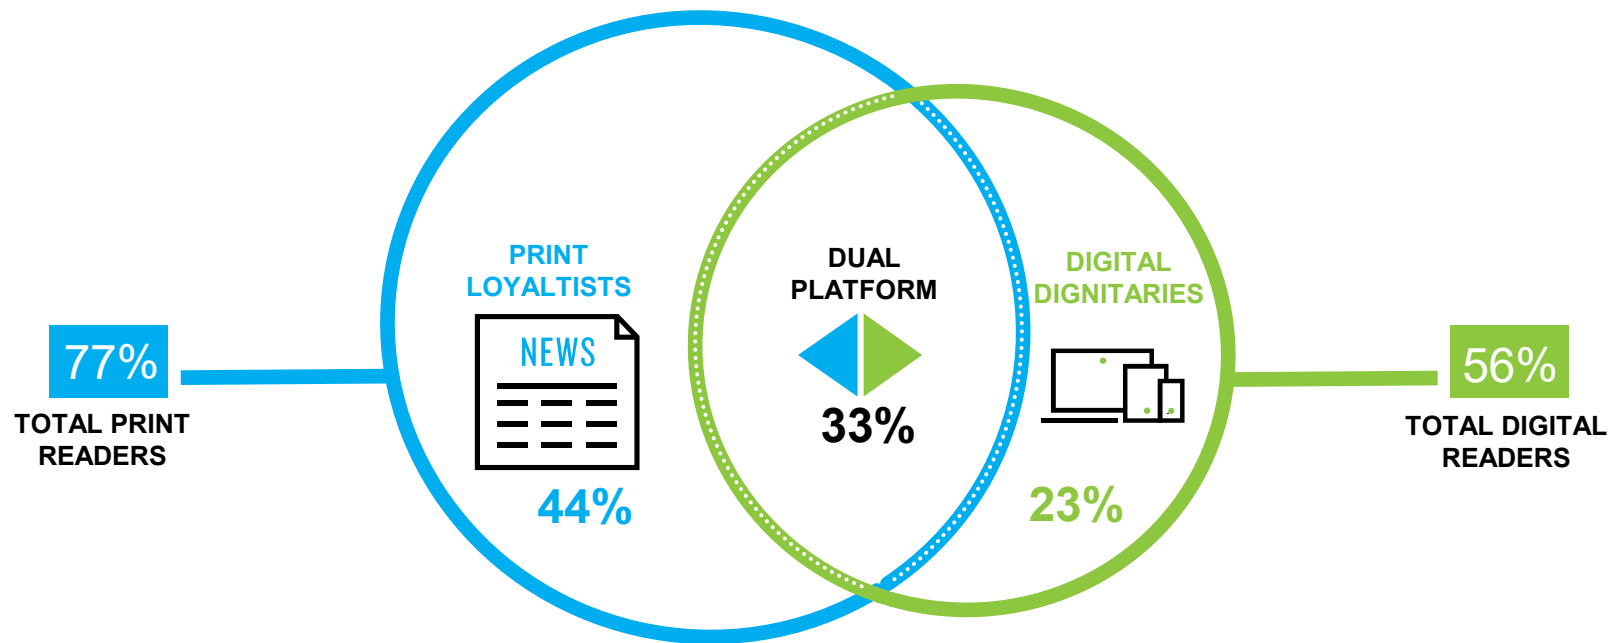 77%
TOTAL PRINT
READERS
PRINT
LOYALTISTS
NEWS
44%
DUAL
PLATFORM
33%
DIGITAL
DIGNITARIES
23%
56%
TOTAL DIGITAL
READERS